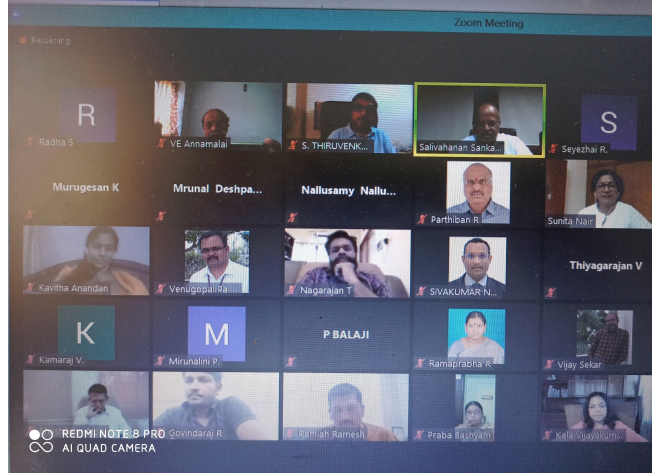 Zoom Meeting
Recording
R
S
Radha S
VE Annamalai
S. THIRUVENK...
Salivahanan Sanka...
Seyezhai R.
Murugesan K
Mrunal Deshpa...
Nallusamy Nallu...
Parthiban R
Sunita Nair
Thiyagarajan V
Kavitha Anandan
Venugopal Pa...
Nagarajan T
SIVAKUMAR N...
K
M
P BALAJI
Kamaraj V.
Mirunalini P.
Ramaprabha R
Vijay Sekar
Govindaraj R
Ramiah Ramesh
Praba Bashyam
Kala Vijayakum...
REDMI NOTE 8 PRO
AI QUAD CAMERA